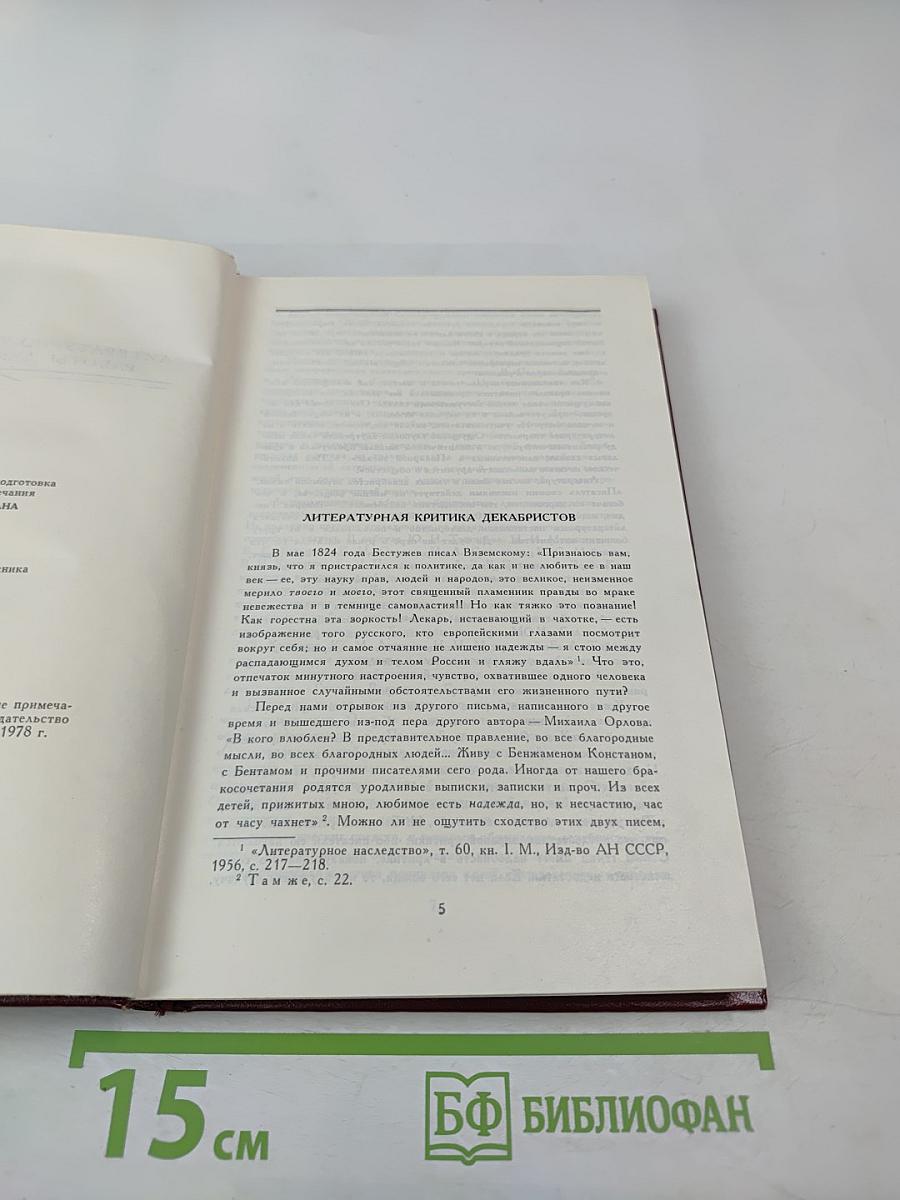 одготовка
ечания
АНА
ника
е примеча-
дательство
1978 г.
ЛИТЕРАТУРНАЯ КРИТИКА ДЕКАБРИСТОВ
В мае 1824 года Бестужев писал Вяземскому: «Признаюсь вам,
князь, что я пристрастился к политике, да как и не любить ее в наш
век — ее, эту науку прав, людей и народов, это великое, неизменное
мерило твоего и моего, этот священный пламенник правды во мраке
невежества и в темнице самовластия!! Но как тяжко это познание!
Как горестна эта зоркость! Лекарь, истаевающий в чахотке, — есть
изображение того русского, кто европейскими глазами посмотрит
вокруг себя; но и самое отчаяние не лишено надежды — я стою между
распадающимся духом и телом России и гляжу вдаль» 1. Что это,
отпечаток минутного настроения, чувство, охватившее одного человека
и вызванное случайными обстоятельствами его жизненного пути?
Перед нами отрывок из другого письма, написанного в другое
время и вышедшего из-под пера другого автора — Михаила Орлова.
«В кого влюблен? В представительное правление, во все благородные
мысли, во всех благородных людей... Живу с Бенжаменом Констаном,
с Бентамом и прочими писателями сего рода. Иногда от нашего бра-
косочетания родятся уродливые выписки, записки и проч. Из всех
детей, прижитых мною, любимое есть надежда, но, к несчастию, час
от часу чахнет» 2. Можно ли не ощутить сходство этих двух писем,
1 «Литературное наследство», т. 60, кн. I. М., Изд-во АН СССР,
1956, с. 217—218.
2 Там же, с. 22.
5
15 см
БФ БИБЛИОФАН